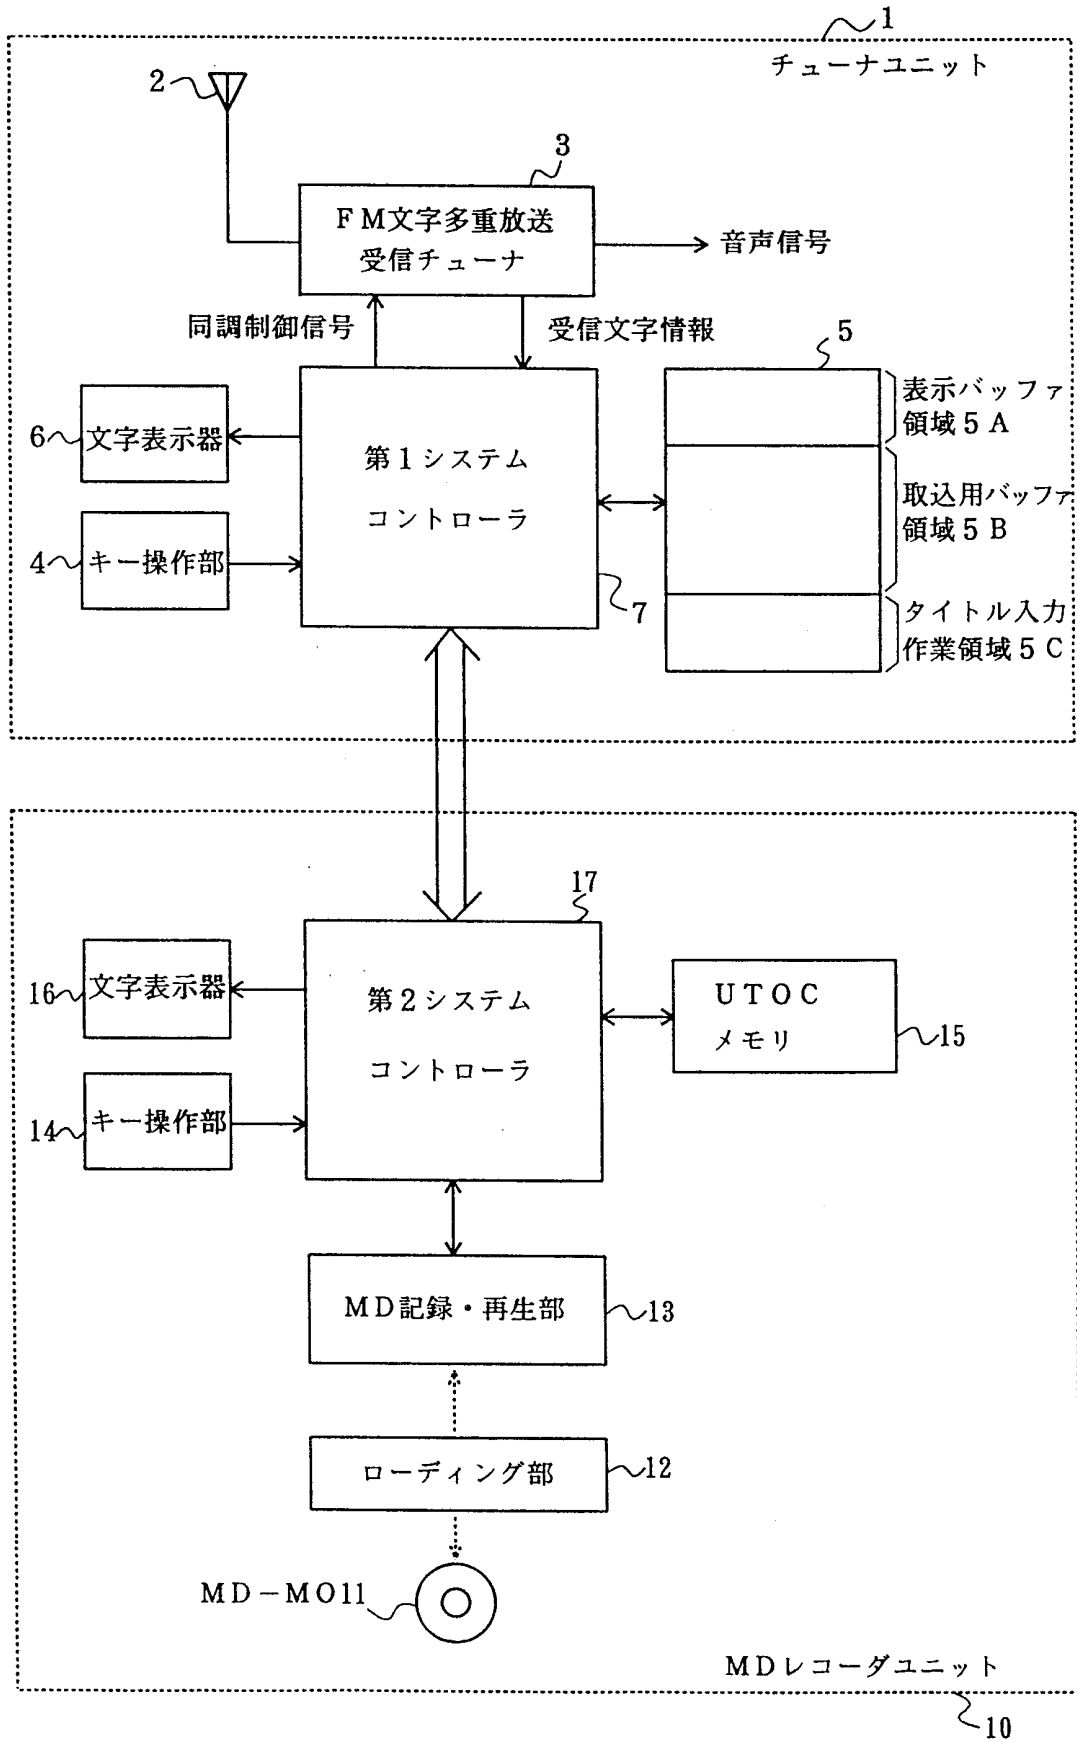 1
チューナユニット
2
3
ＦＭ文字多重放送
受信チューナ
音声信号
同調制御信号
受信文字情報
5
表示バッファ
領域５Ａ
6
文字表示器
第１システム
コントローラ
取込用バッファ
領域５Ｂ
4
キー操作部
7
タイトル入力
作業領域５Ｃ
17
16
文字表示器
第２システム
コントローラ
ＵＴＯＣ
メモリ
15
14
キー操作部
ＭＤ記録・再生部
13
ローディング部
12
ＭＤ－ＭＯ11
ＭＤレコーダユニット
10